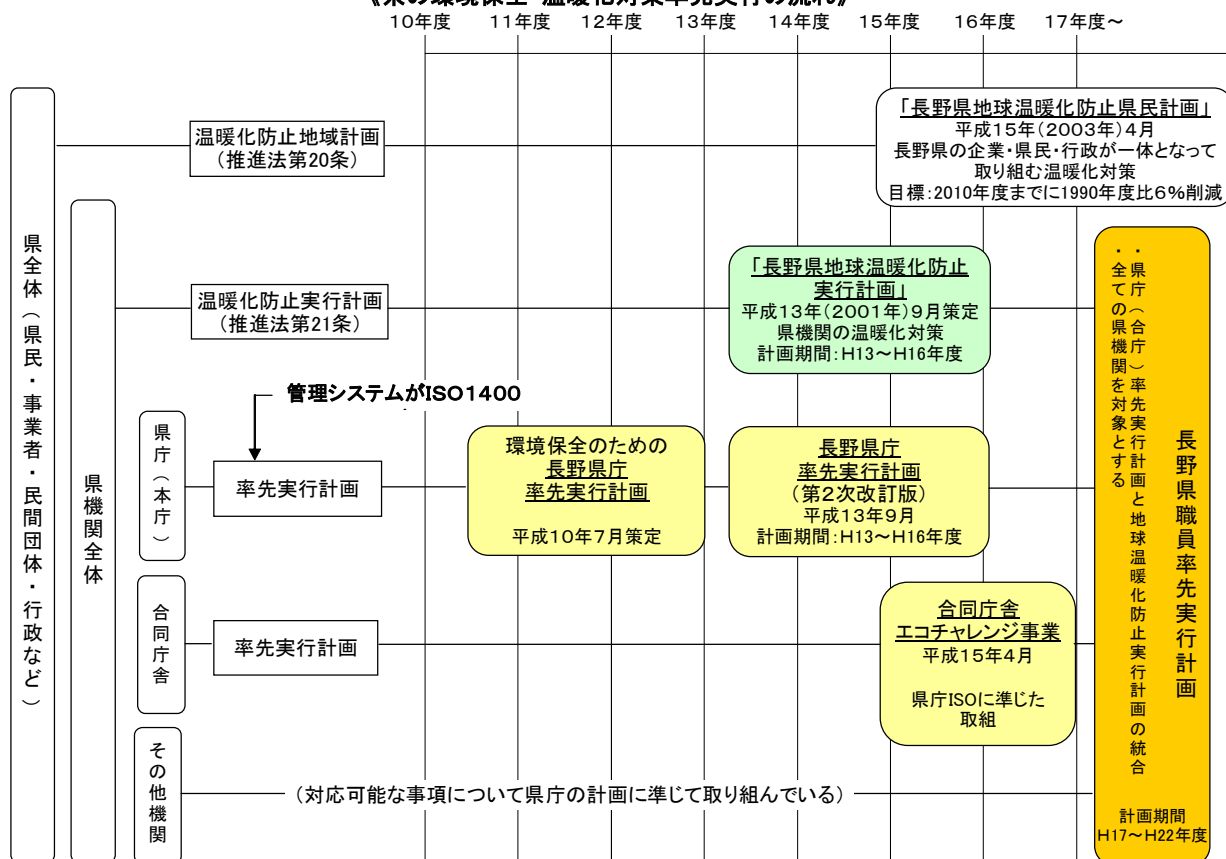 《県の環境保全・温暖化対策率先実行の流れ》
10年度 11年度 12年度 13年度 14年度 15年度 16年度 17年度～
県全体（県民・事業者・民間団体・行政など）
温暖化防止地域計画
(推進法第20条)
「長野県地球温暖化防止県民計画」
平成15年(2003年)4月
長野県の企業・県民・行政が一体となって
取り組む温暖化対策
目標：2010年度までに1990年度比6％削減
県機関全体
温暖化防止実行計画
(推進法第21条)
「長野県地球温暖化防止
実行計画」
平成13年(2001年)9月策定
県機関の温暖化対策
計画期間：H13～H16年度
管理システムがISO1400
県庁（本庁）
率先実行計画
環境保全のための
長野県庁
率先実行計画
平成10年7月策定
長野県庁
率先実行計画
(第2次改訂版)
平成13年9月
計画期間：H13～H16年度
合同庁舎
率先実行計画
合同庁舎
エコチャレンジ事業
平成15年4月
県庁ISOに準じた
取組
その他機関
(対応可能な事項について県庁の計画に準じて取り組んでいる)
長野県職員率先実行計画
・県庁（合庁）率先実行計画と地球温暖化防止実行計画の統合
・全ての県機関を対象とする
計画期間
H17～H22年度